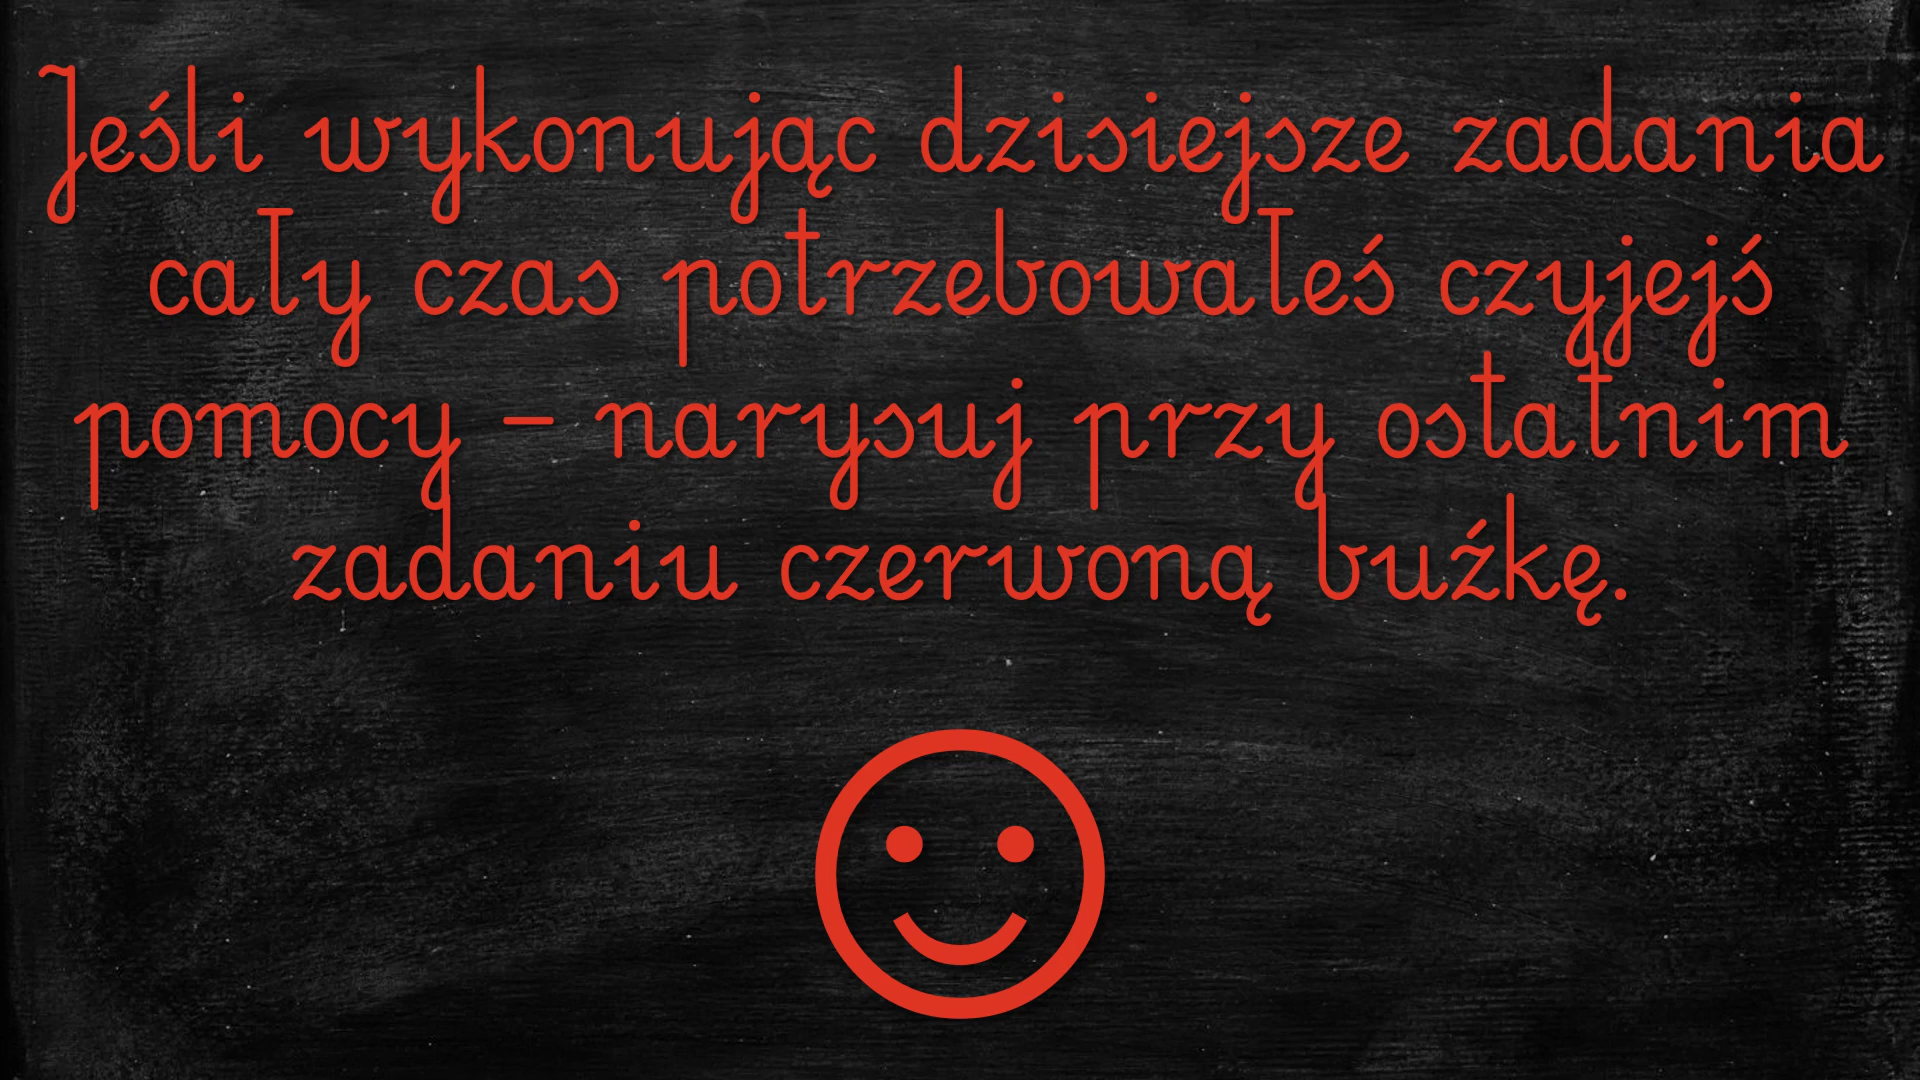 Jeśli wykonując dzisiejsze zadania
cały czas potrzebowałeś czyjejś
pomocy – narysuj przy ostatnim
zadaniu czerwoną buźkę.